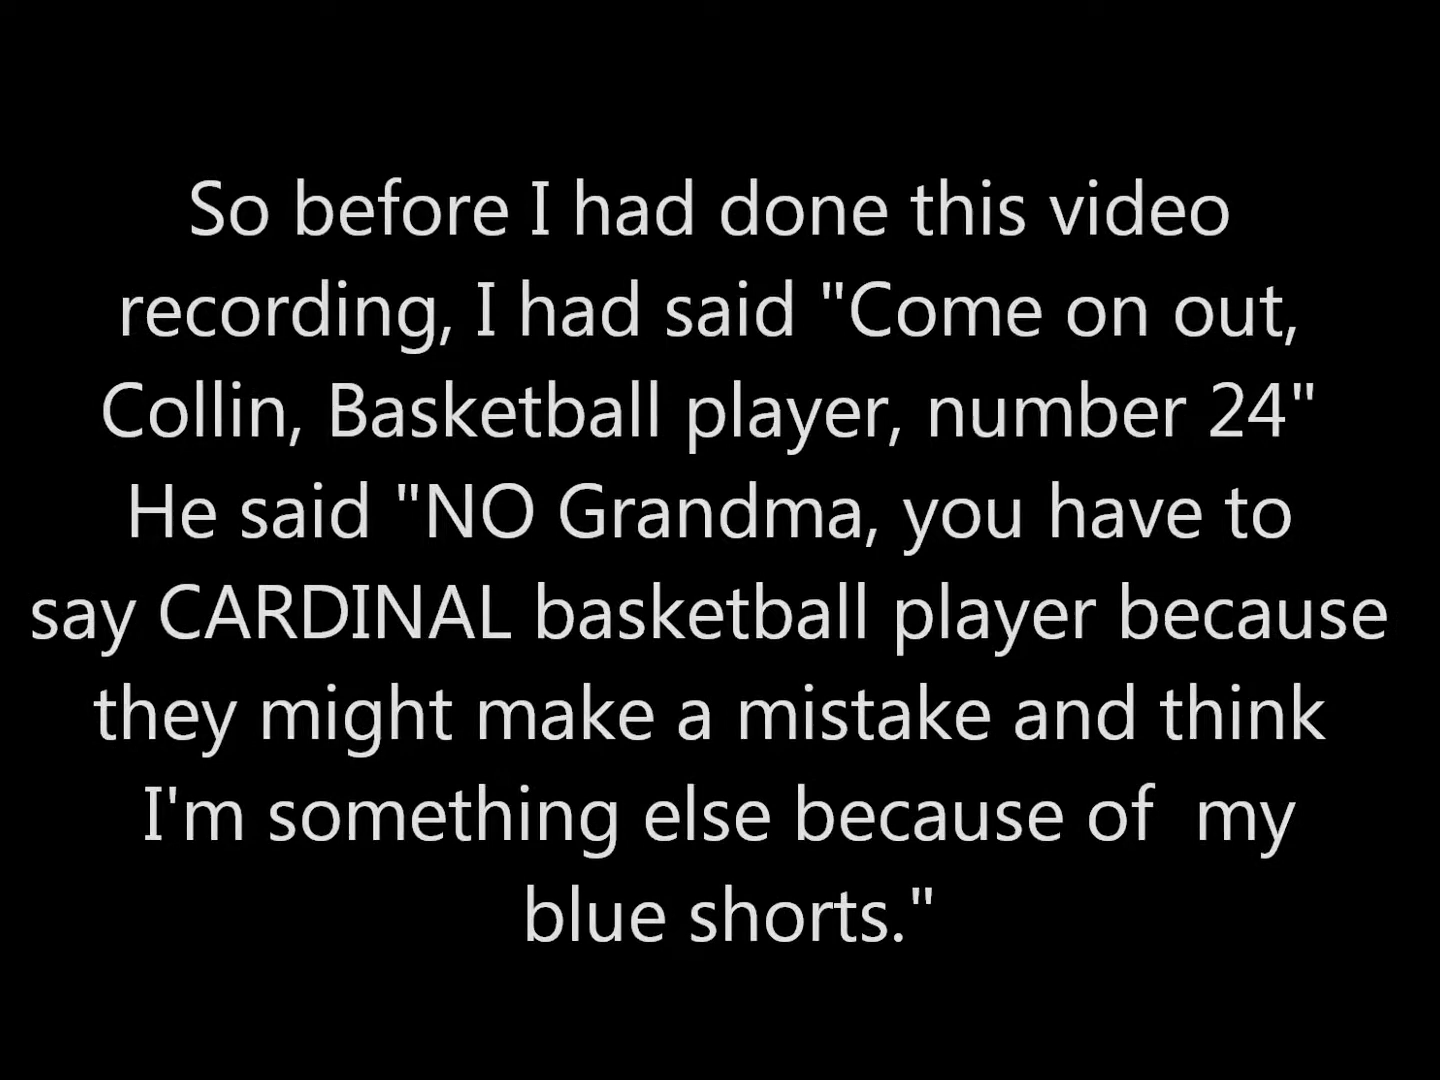 So before I had done this video
recording, I had said "Come on out,
Collin, Basketball player, number 24"
He said "NO Grandma, you have to
say CARDINAL basketball player because
they might make a mistake and think
I'm something else because of  my
blue shorts."